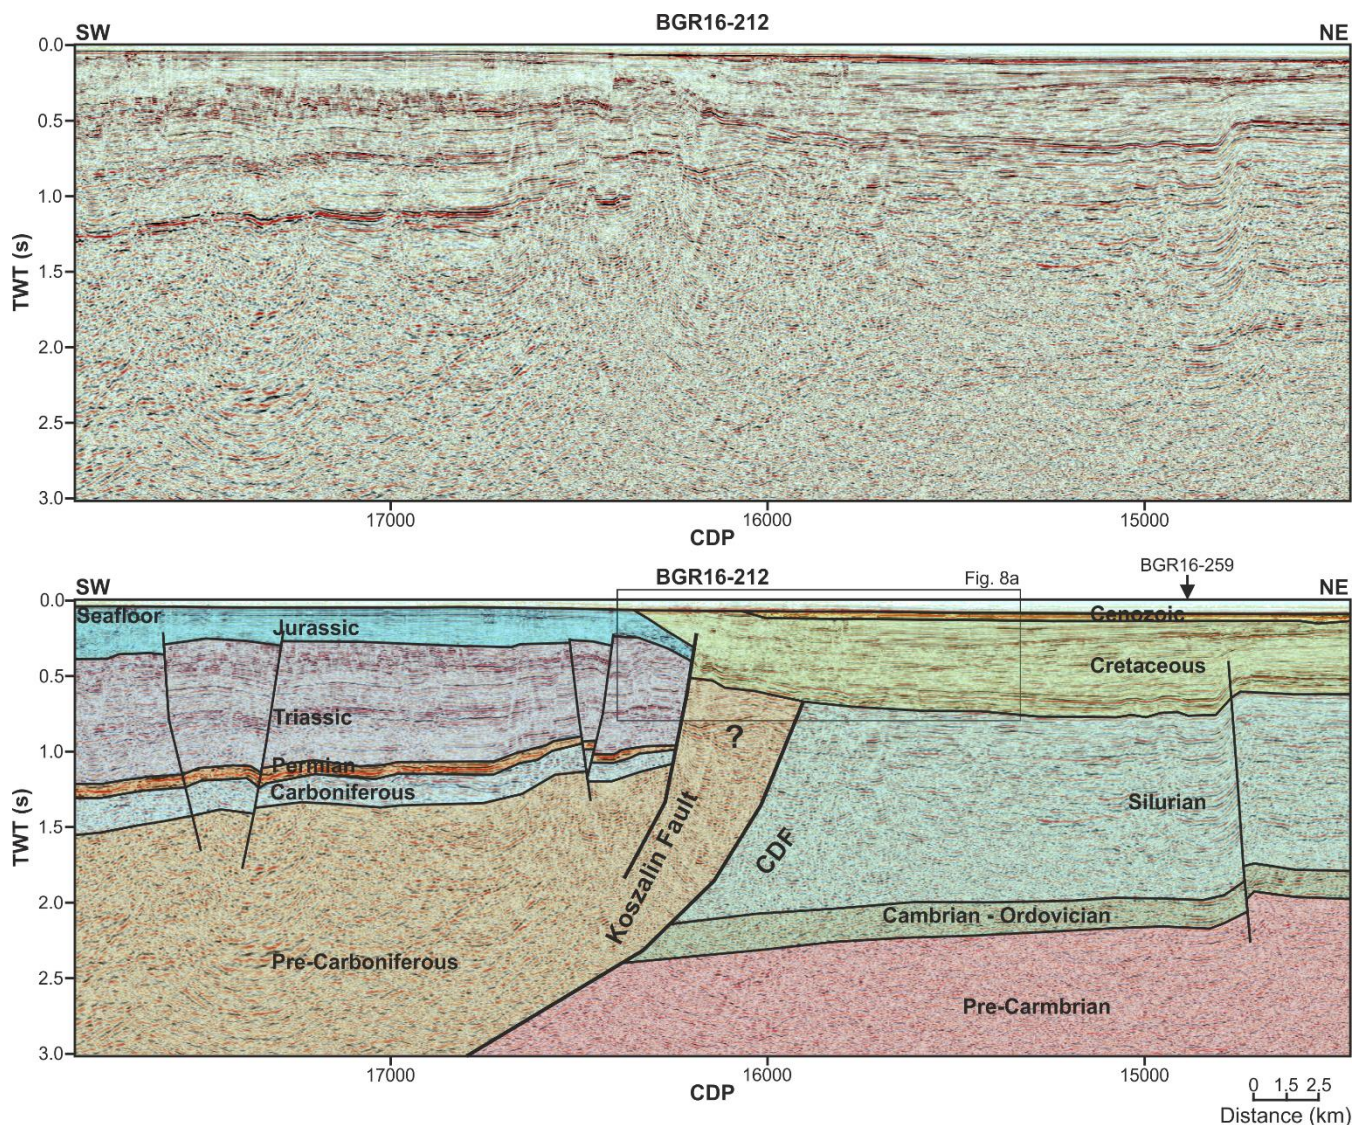 BGR16-212
SW
NE
0.0
0.5
1.0
1.5
2.0
2.5
3.0
TWT (s)
17000
16000
15000
CDP
BGR16-259
SW
BGR16-212
Fig. 8a
NE
0.0
0.5
1.0
1.5
2.0
2.5
3.0
TWT (s)
Seafloor
Jurassic
Cenozoic
Cretaceous
Triassic
?
Permian
Carboniferous
Silurian
Koszalin Fault
CDF
Cambrian - Ordovician
Pre-Carboniferous
Pre-Carmbrian
17000
16000
15000
CDP
0 1.5 2.5
Distance (km)